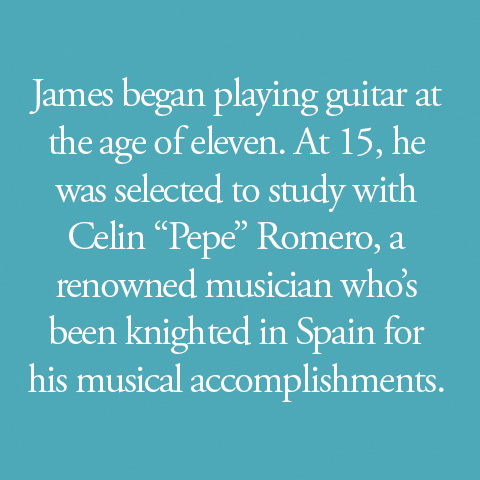 James began playing guitar at
the age of eleven. At 15, he
was selected to study with
Celin “Pepe” Romero, a
renowned musician who’s
been knighted in Spain for
his musical accomplishments.